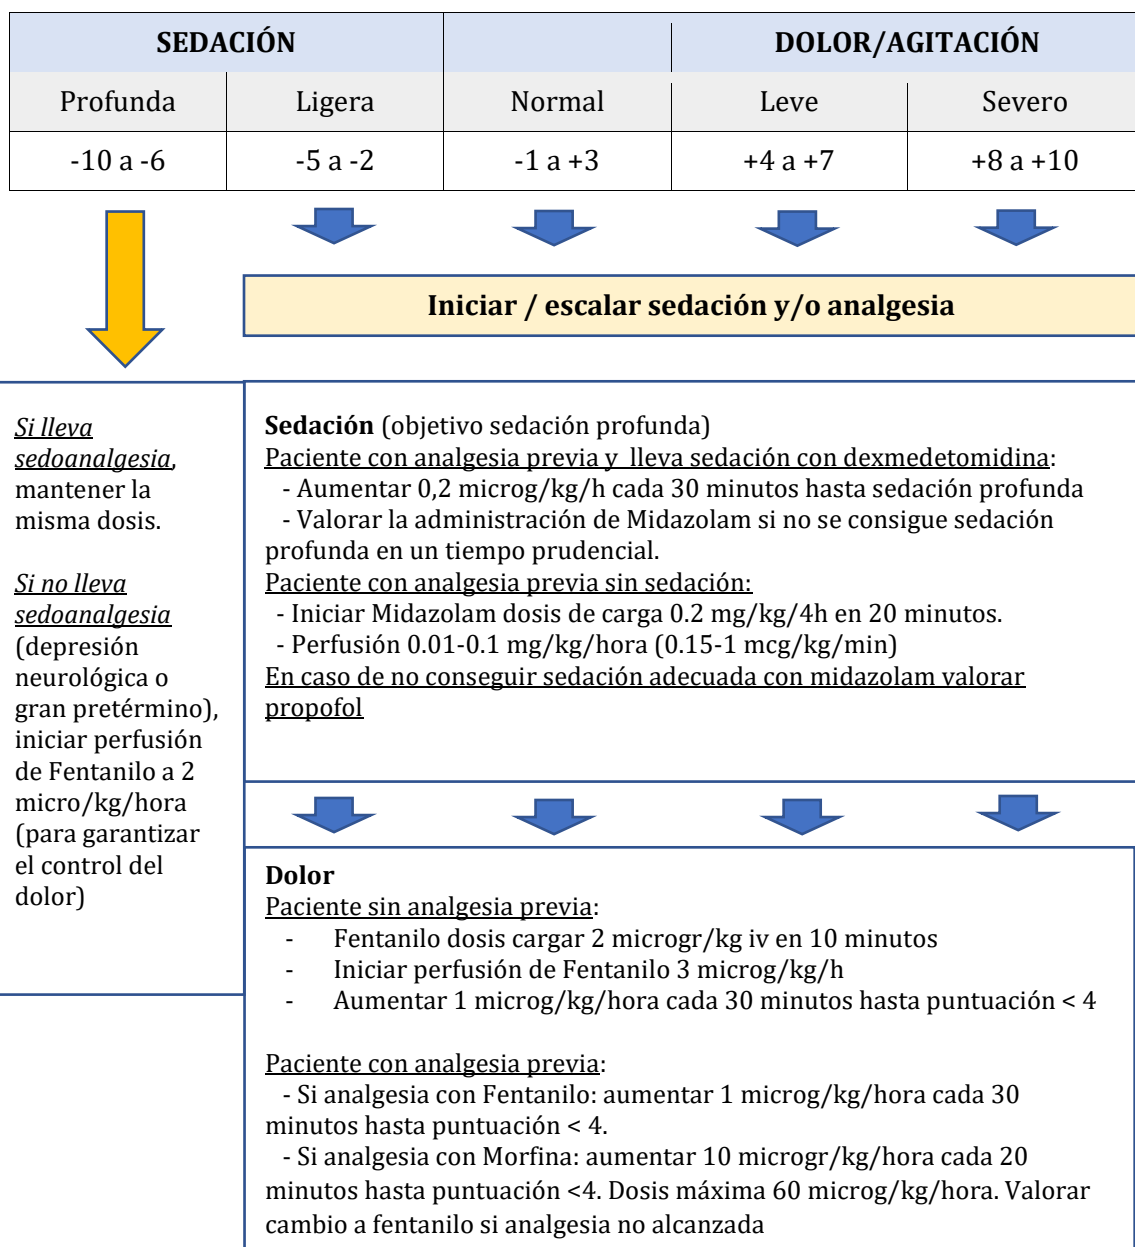 SEDACIÓN DOLOR/AGITACIÓN
Profunda Ligera Normal Leve Severo
-10 a -6 -5 a -2 -1 a +3 +4 a +7 +8 a +10
Iniciar / escalar sedación y/o analgesia
Si lleva
sedoanalgesia,
mantener la
misma dosis.
Si no lleva
sedoanalgesia
(depresión
neurológica o
gran pretérmino),
iniciar perfusión
de Fentanilo a 2
micro/kg/hora
(para garantizar
el control del
dolor)
Sedación (objetivo sedación profunda)
Paciente con analgesia previa y lleva sedación con dexmedetomidina:
- Aumentar 0,2 microg/kg/h cada 30 minutos hasta sedación profunda
- Valorar la administración de Midazolam si no se consigue sedación
profunda en un tiempo prudencial.
Paciente con analgesia previa sin sedación:
- Iniciar Midazolam dosis de carga 0.2 mg/kg/4h en 20 minutos.
- Perfusión 0.01-0.1 mg/kg/hora (0.15-1 mcg/kg/min)
En caso de no conseguir sedación adecuada con midazolam valorar
propofol
Dolor
Paciente sin analgesia previa:
- Fentanilo dosis cargar 2 microgr/kg iv en 10 minutos
- Iniciar perfusión de Fentanilo 3 microg/kg/h
- Aumentar 1 microg/kg/hora cada 30 minutos hasta puntuación < 4
Paciente con analgesia previa:
- Si analgesia con Fentanilo: aumentar 1 microg/kg/hora cada 30
minutos hasta puntuación < 4.
- Si analgesia con Morfina: aumentar 10 microgr/kg/hora cada 20
minutos hasta puntuación <4. Dosis máxima 60 microg/kg/hora. Valorar
cambio a fentanilo si analgesia no alcanzada